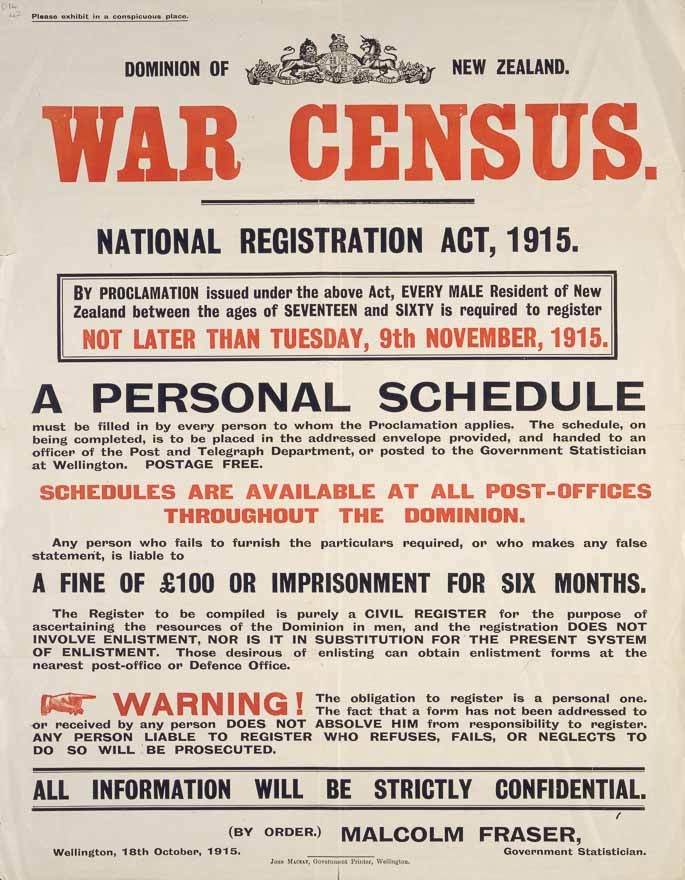 Please exhibit in a conspicuous place.
DOMINION OF NEW ZEALAND.
WAR CENSUS.
NATIONAL REGISTRATION ACT, 1915.
BY PROCLAMATION issued under the above Act, EVERY MALE Resident of New
Zealand between the ages of SEVENTEEN and SIXTY is required to register
NOT LATER THAN TUESDAY, 9th NOVEMBER, 1915.
A PERSONAL SCHEDULE
must be filled in by every person to whom the Proclamation applies. The schedule, on
being completed, is to be placed in the addressed envelope provided, and handed to an
officer of the Post and Telegraph Department, or posted to the Government Statistician
at Wellington. POSTAGE FREE.
SCHEDULES ARE AVAILABLE AT ALL POST-OFFICES
THROUGHOUT THE DOMINION.
Any person who fails to furnish the particulars required, or who makes any false
statement, is liable to
A FINE OF £100 OR IMPRISONMENT FOR SIX MONTHS.
The Register to be compiled is purely a CIVIL REGISTER for the purpose of
ascertaining the resources of the Dominion in men, and the registration DOES NOT
INVOLVE ENLISTMENT, NOR IS IT IN SUBSTITUTION FOR THE PRESENT SYSTEM
OF ENLISTMENT. Those desirous of enlisting can obtain enlistment forms at the
nearest post-office or Defence Office.
WARNING! The obligation to register is a personal one.
The fact that a form has not been addressed to
or received by any person DOES NOT ABSOLVE HIM from responsibility to register.
ANY PERSON LIABLE TO REGISTER WHO REFUSES, FAILS, OR NEGLECTS TO
DO SO WILL BE PROSECUTED.
ALL INFORMATION WILL BE STRICTLY CONFIDENTIAL.
(BY ORDER.) MALCOLM FRASER,
Wellington, 18th October, 1915. Government Statistician.
JOHN MACKAY, Government Printer, Wellington.